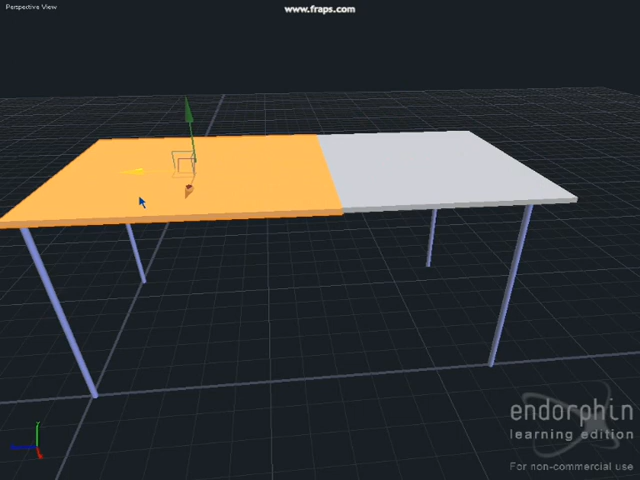 Perspective View
www.fraps.com
endorphin
learning edition
For non-commercial use